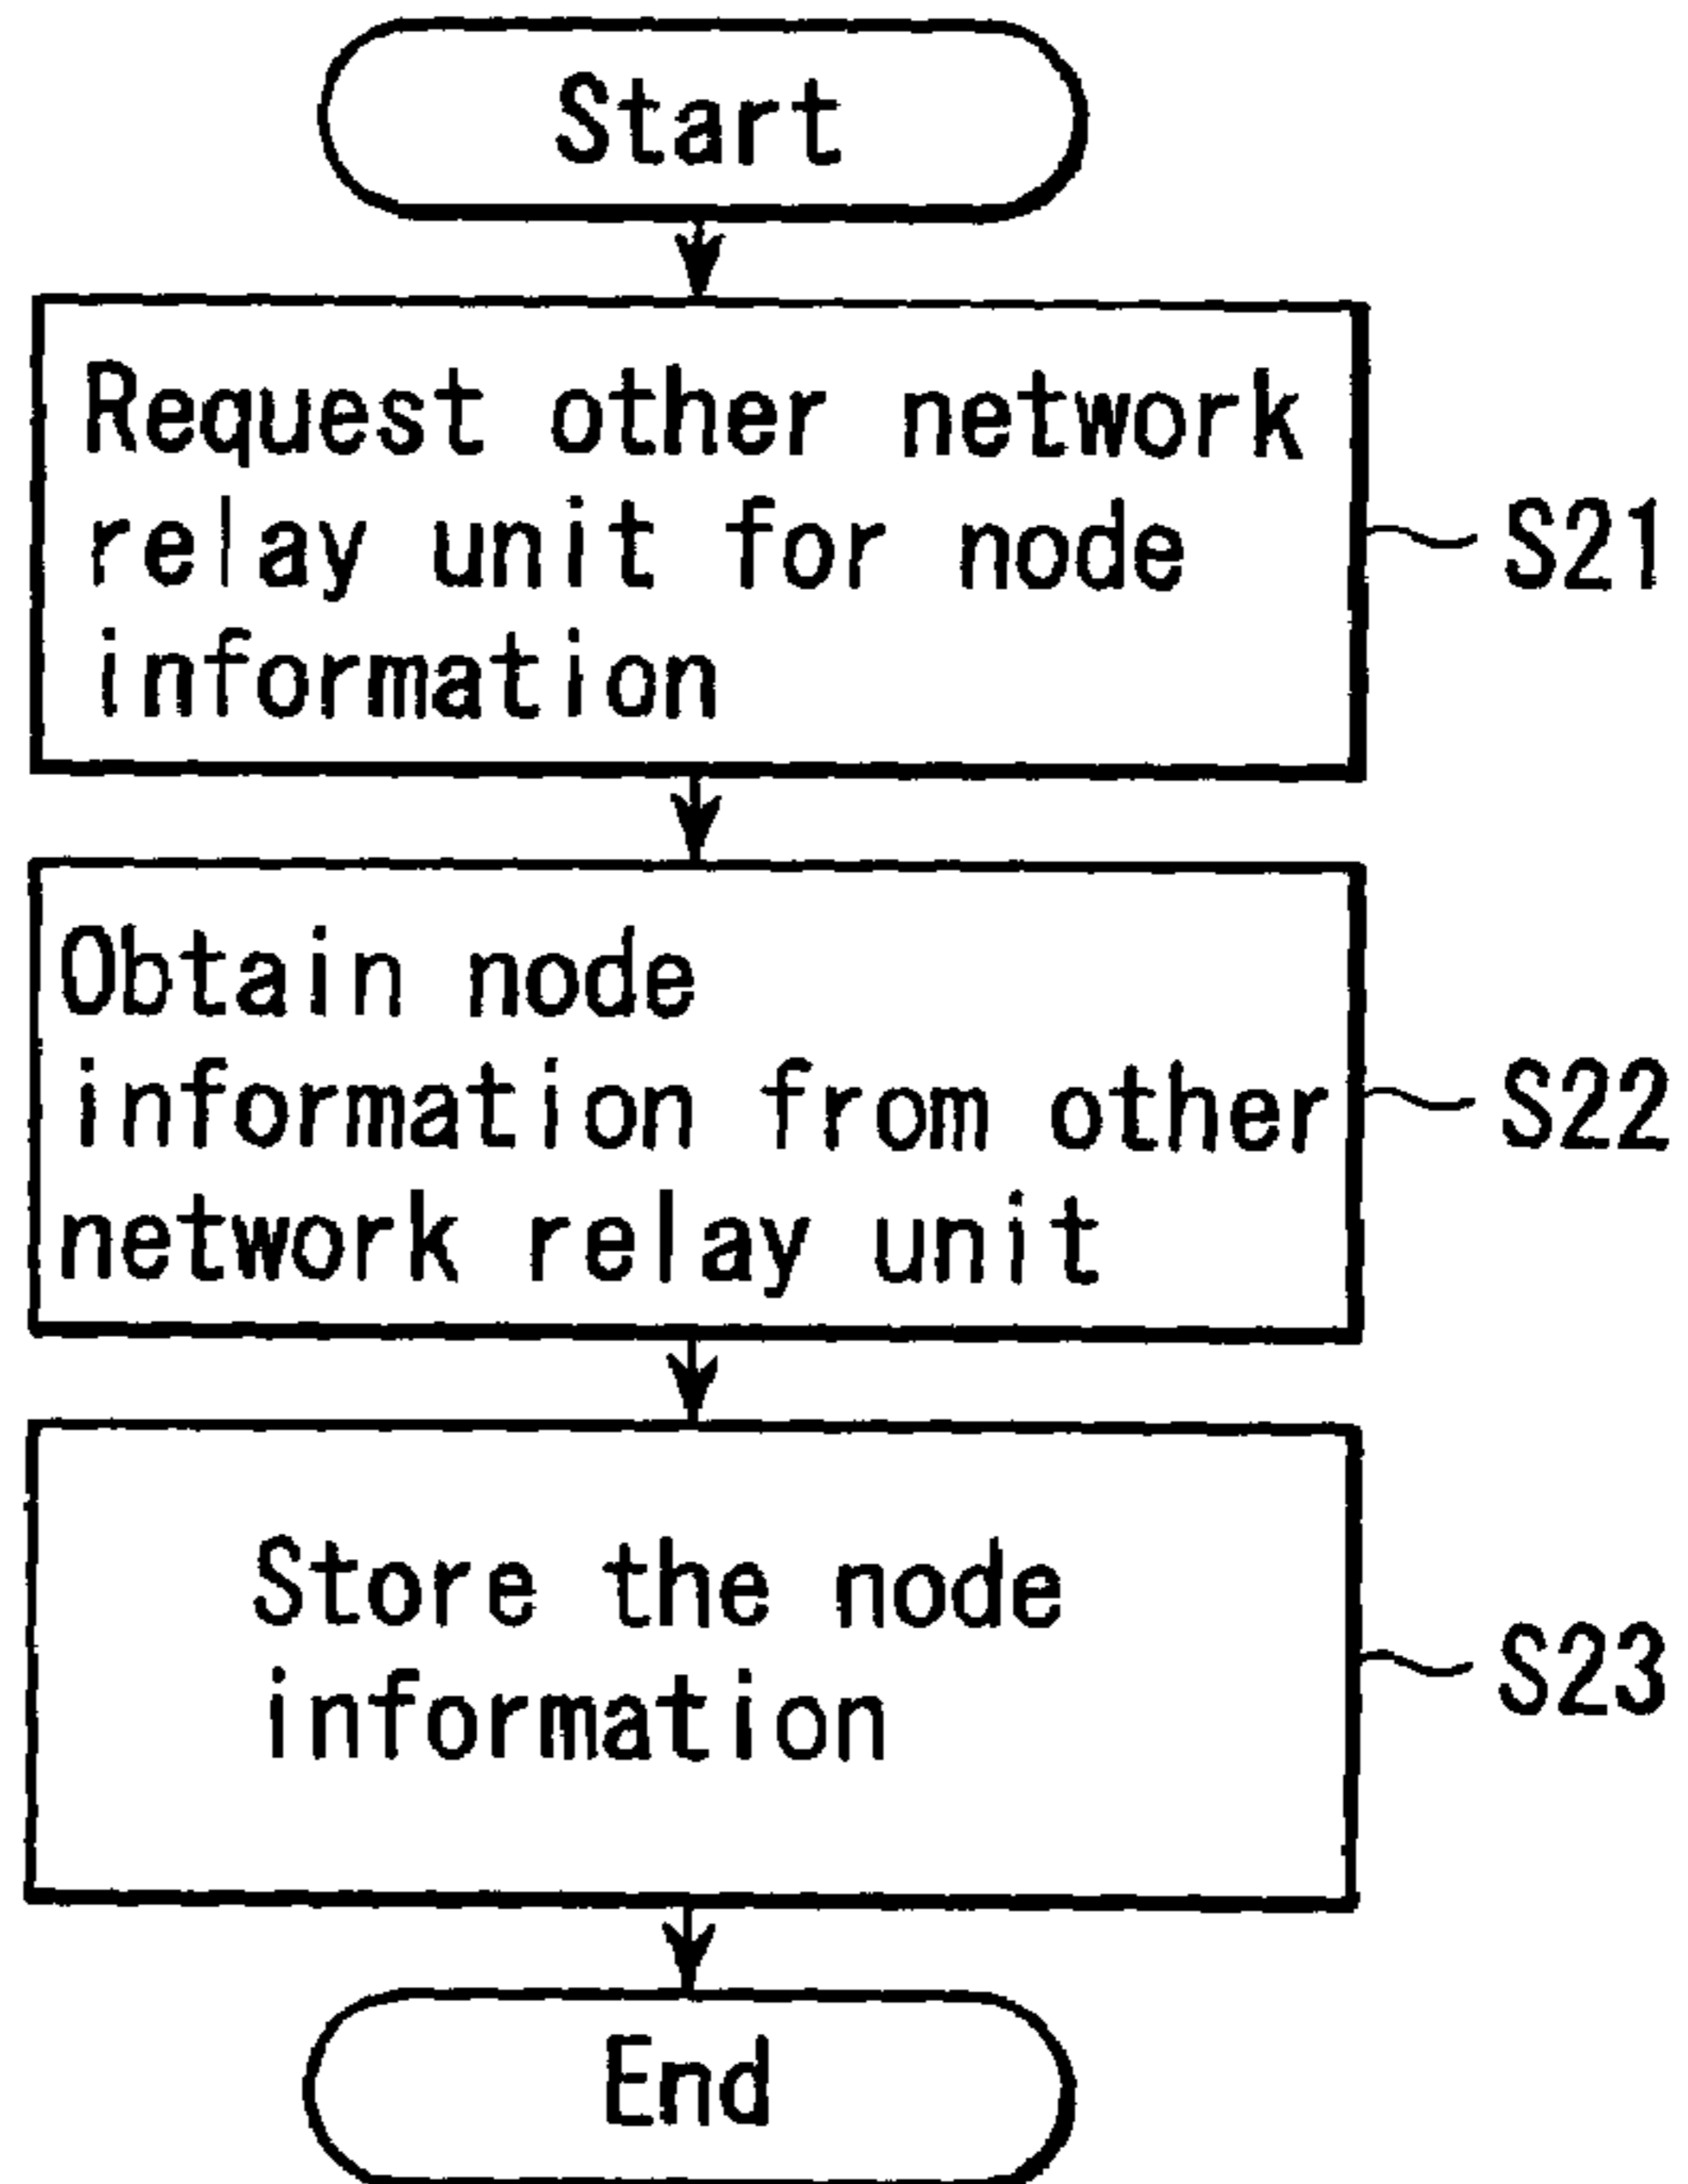 Start
Request other network
relay unit for node
information
S21
Obtain node
information from other
network relay unit
S22
Store the node
information
S23
End